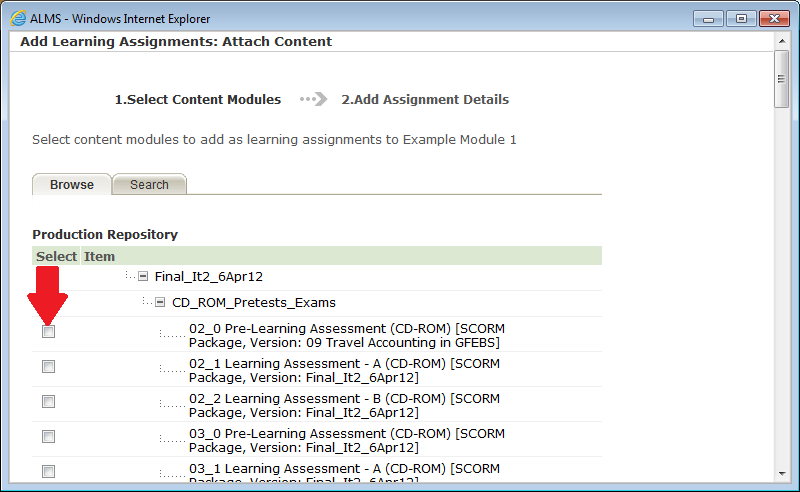 ALMS - Windows Internet Explorer
Add Learning Assignments: Attach Content
1.Select Content Modules 2.Add Assignment Details
Select content modules to add as learning assignments to Example Module 1
Browse Search
Production Repository
Select Item
Final_It2_6Apr12
CD_ROM_Pretests_Exams
02_0 Pre-Learning Assessment (CD-ROM) [SCORM
Package, Version: 09 Travel Accounting in GFEBS]
02_1 Learning Assessment - A (CD-ROM) [SCORM
Package, Version: Final_It2_6Apr12]
02_2 Learning Assessment - B (CD-ROM) [SCORM
Package, Version: Final_It2_6Apr12]
03_0 Pre-Learning Assessment (CD-ROM) [SCORM
Package, Version: Final_It2_6Apr12]
03_1 Learning Assessment - A (CD-ROM) [SCORM
Package, Version: Final_It2_6Apr12]